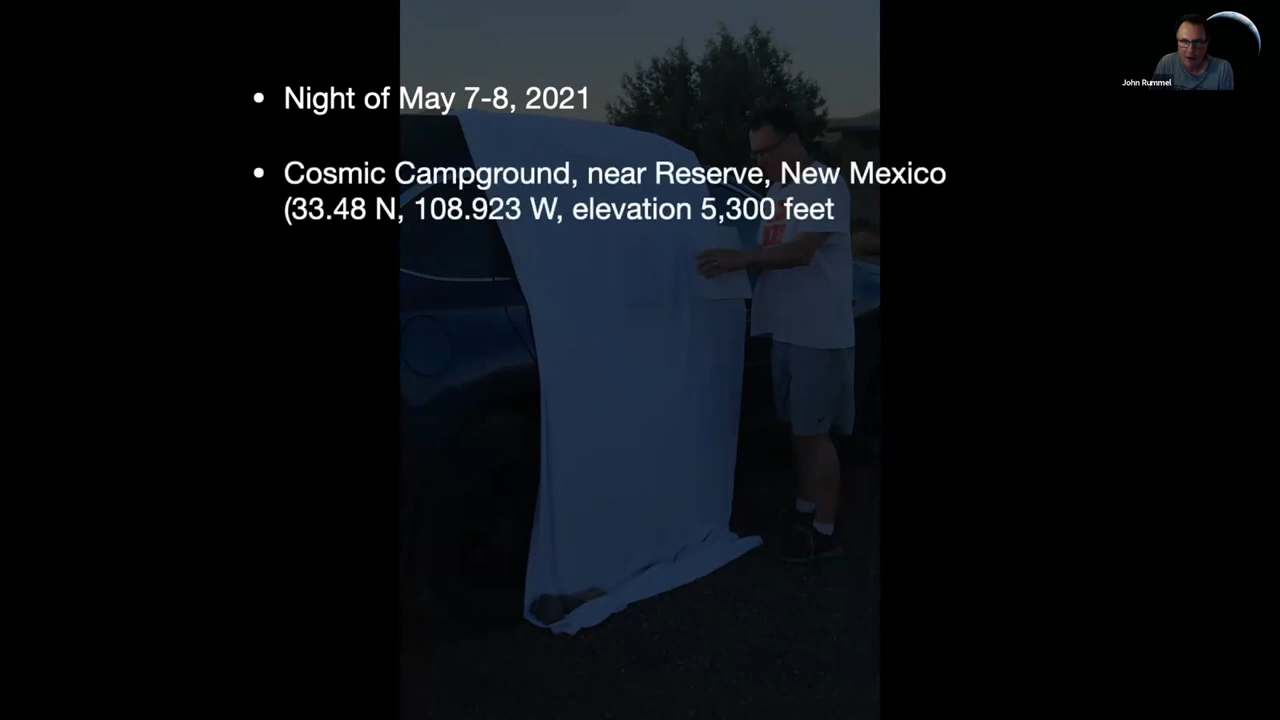 John Rummel
• Night of May 7-8, 2021
• Cosmic Campground, near Reserve, New Mexico
(33.48 N, 108.923 W, elevation 5,300 feet